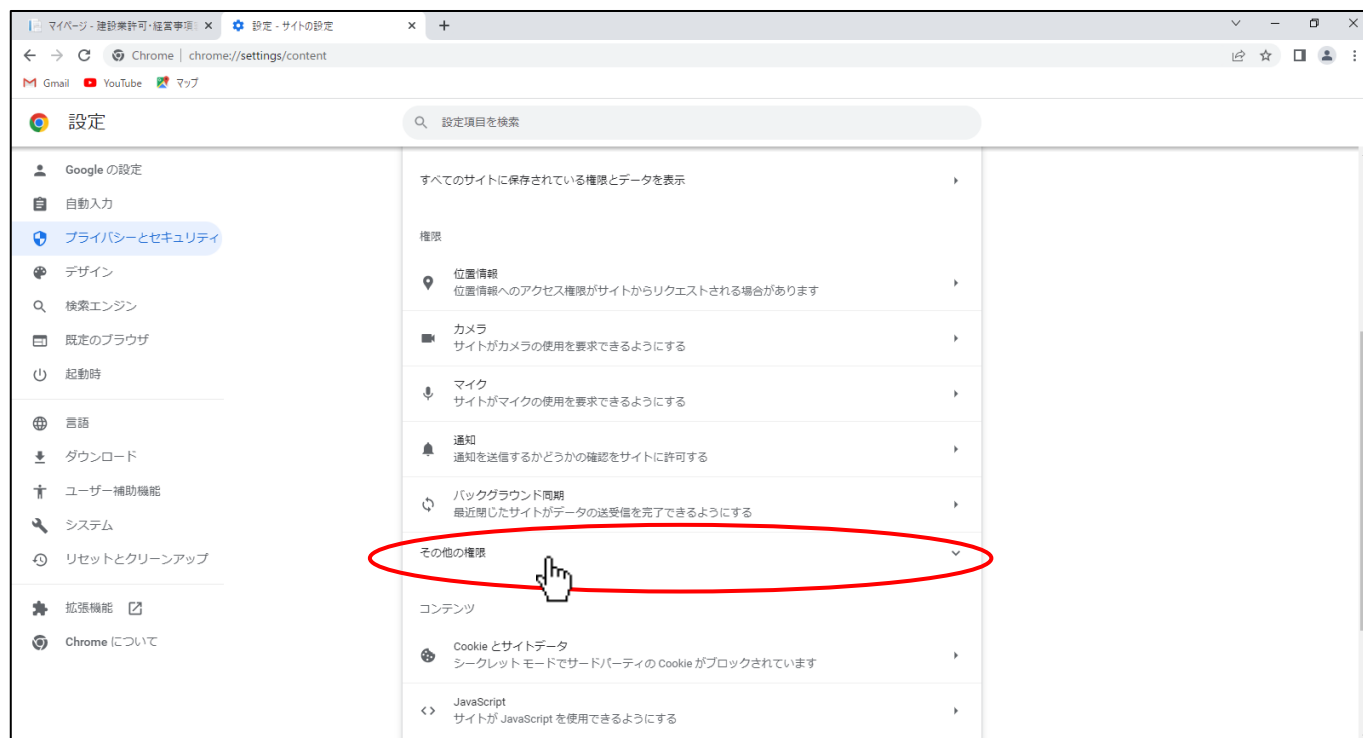 マイページ - 建設業許可・経営事項
設定 - サイトの設定
Chrome | chrome://settings/content
Gmail
YouTube
マップ
設定
設定項目を検索
Google の設定
自動入力
プライバシーとセキュリティ
デザイン
検索エンジン
既定のブラウザ
起動時
言語
ダウンロード
ユーザー補助機能
システム
リセットとクリーンアップ
拡張機能
Chrome について
すべてのサイトに保存されている権限とデータを表示
権限
位置情報
位置情報へのアクセス権限がサイトからリクエストされる場合があります
カメラ
サイトがカメラの使用を要求できるようにする
マイク
サイトがマイクの使用を要求できるようにする
通知
通知を送信するかどうかの確認をサイトに許可する
バックグラウンド同期
最近閉じたサイトがデータの送受信を完了できるようにする
その他の権限
コンテンツ
Cookie とサイトデータ
シークレット モードでサードパーティの Cookie がブロックされています
JavaScript
サイトが JavaScript を使用できるようにする